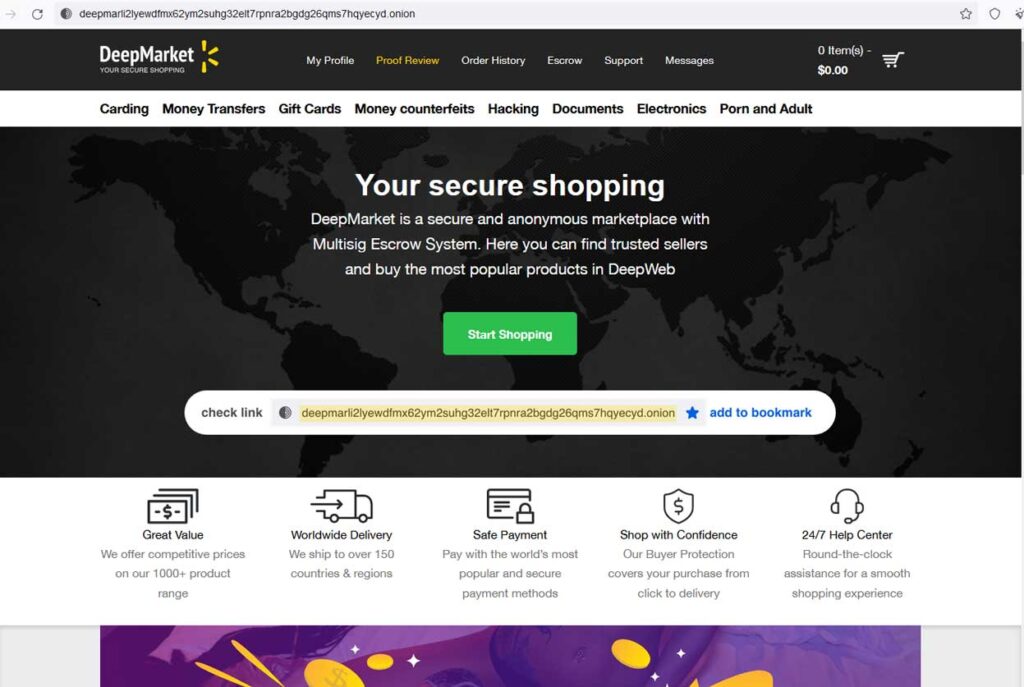 deepmarli2lyewdfmx62ym2suhg32elt7rpnra2bgdg26qms7hqyecyd.onion
DeepMarket
YOUR SECURE SHOPPING
My Profile Proof Review Order History Escrow Support Messages
0 Item(s) -
$0.00
Carding Money Transfers Gift Cards Money counterfeits Hacking Documents Electronics Porn and Adult
Your secure shopping
DeepMarket is a secure and anonymous marketplace with
Multisig Escrow System. Here you can find trusted sellers
and buy the most popular products in DeepWeb
Start Shopping
check link deepmarli2lyewdfmx62ym2suhg32elt7rpnra2bgdg26qms7hqyecyd.onion add to bookmark
Great Value
We offer competitive prices
on our 1000+ product
range
Worldwide Delivery
We ship to over 150
countries & regions
Safe Payment
Pay with the world's most
popular and secure
payment methods
Shop with Confidence
Our Buyer Protection
covers your purchase from
click to delivery
24/7 Help Center
Round-the-clock
assistance for a smooth
shopping experience